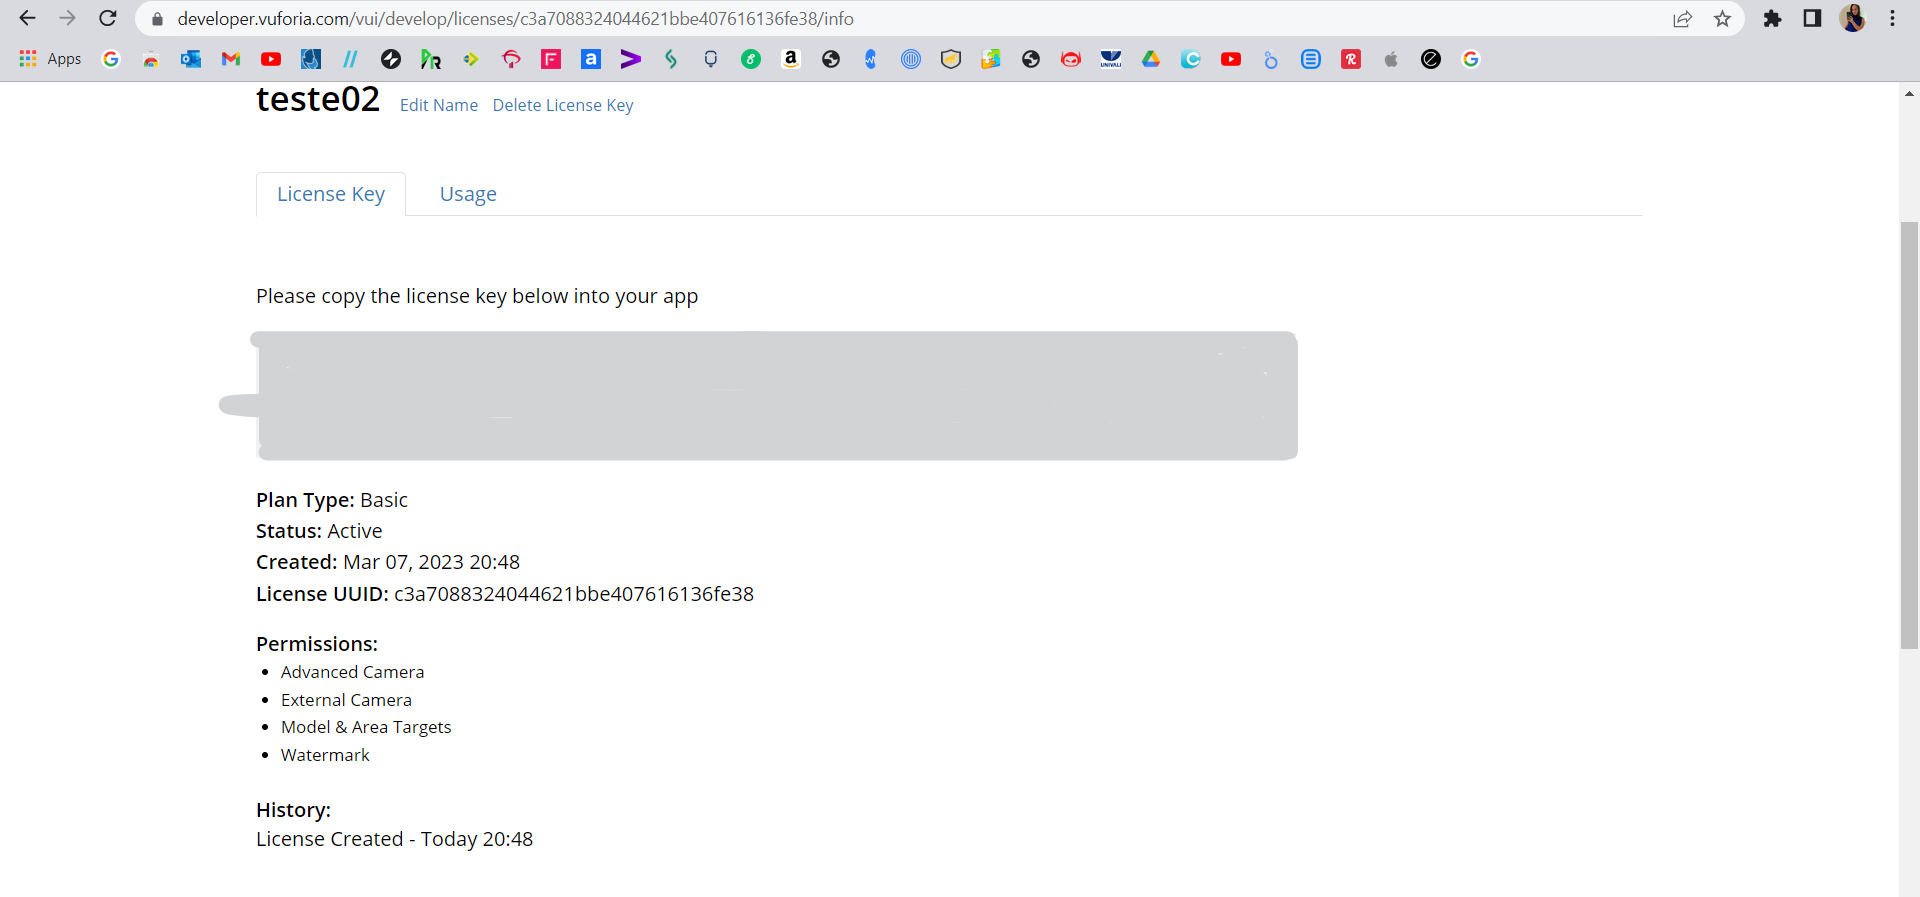 developer.vuforia.com/vui/develop/licenses/c3a7088324044621bbe407616136fe38/info
Apps
teste02 Edit Name Delete License Key
License Key Usage
Please copy the license key below into your app
Plan Type: Basic
Status: Active
Created: Mar 07, 2023 20:48
License UUID: c3a7088324044621bbe407616136fe38
Permissions:
• Advanced Camera
• External Camera
• Model & Area Targets
• Watermark
History:
License Created - Today 20:48